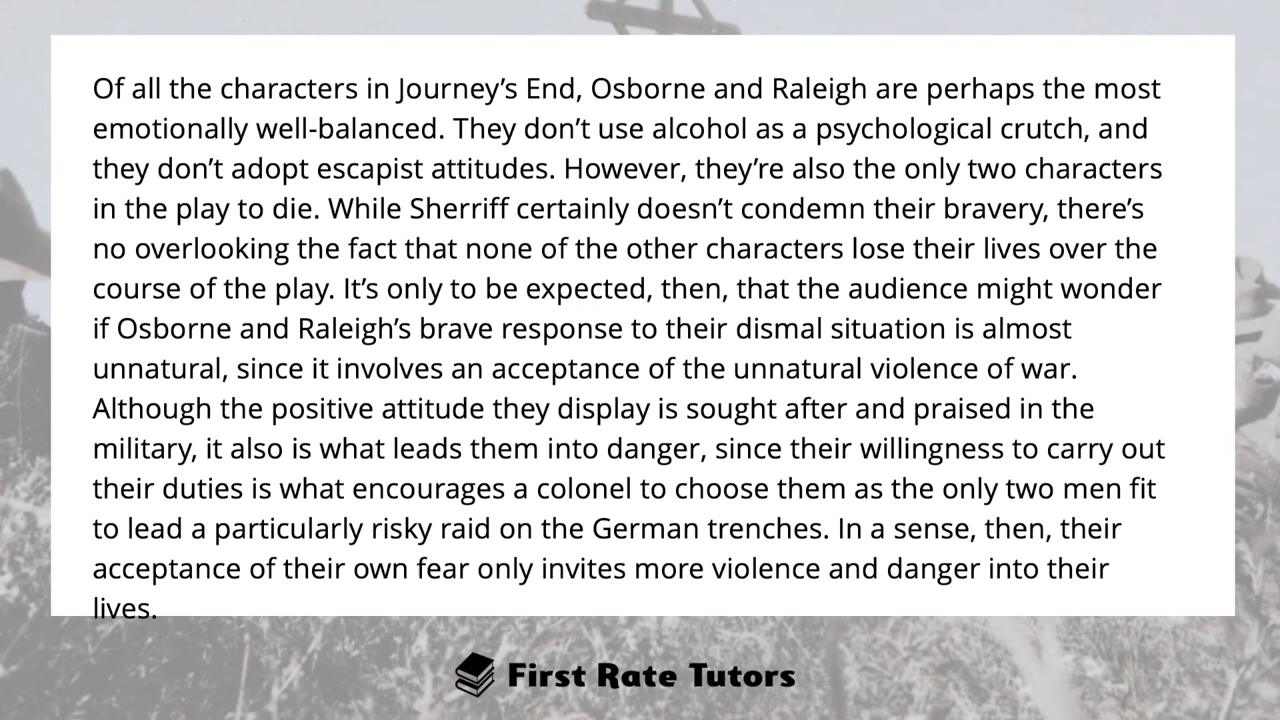 Of all the characters in Journey’s End, Osborne and Raleigh are perhaps the most
emotionally well-balanced. They don’t use alcohol as a psychological crutch, and
they don’t adopt escapist attitudes. However, they’re also the only two characters
in the play to die. While Sherriff certainly doesn’t condemn their bravery, there’s
no overlooking the fact that none of the other characters lose their lives over the
course of the play. It’s only to be expected, then, that the audience might wonder
if Osborne and Raleigh’s brave response to their dismal situation is almost
unnatural, since it involves an acceptance of the unnatural violence of war.
Although the positive attitude they display is sought after and praised in the
military, it also is what leads them into danger, since their willingness to carry out
their duties is what encourages a colonel to choose them as the only two men fit
to lead a particularly risky raid on the German trenches. In a sense, then, their
acceptance of their own fear only invites more violence and danger into their
lives.
First Rate Tutors